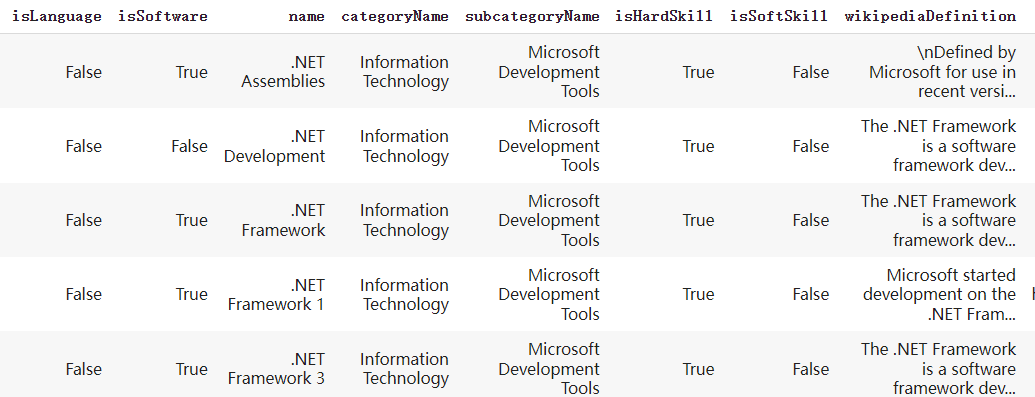 isLanguage isSoftware name categoryName subcategoryName isHardSkill isSoftSkill wikipediaDefinition
False True .NET Assemblies Information Technology Microsoft Development Tools True False \nDefined by Microsoft for use in recent versi...
False False .NET Development Information Technology Microsoft Development Tools True False The .NET Framework is a software framework dev...
False True .NET Framework Information Technology Microsoft Development Tools True False The .NET Framework is a software framework dev...
False True .NET Framework 1 Information Technology Microsoft Development Tools True False Microsoft started development on the .NET Fram...
False True .NET Framework 3 Information Technology Microsoft Development Tools True False The .NET Framework is a software framework dev...